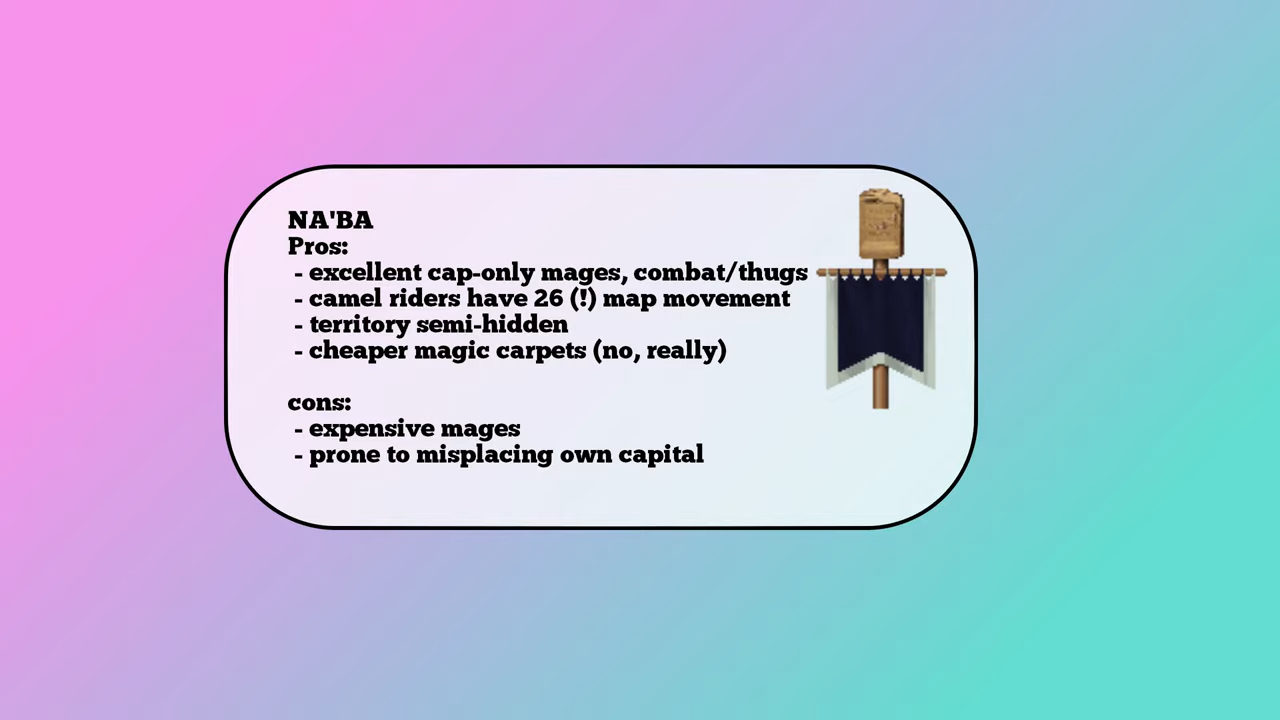 NA'BA
Pros:
- excellent cap-only mages, combat/thugs
- camel riders have 26 (!) map movement
- territory semi-hidden
- cheaper magic carpets (no, really)
cons:
- expensive mages
- prone to misplacing own capital